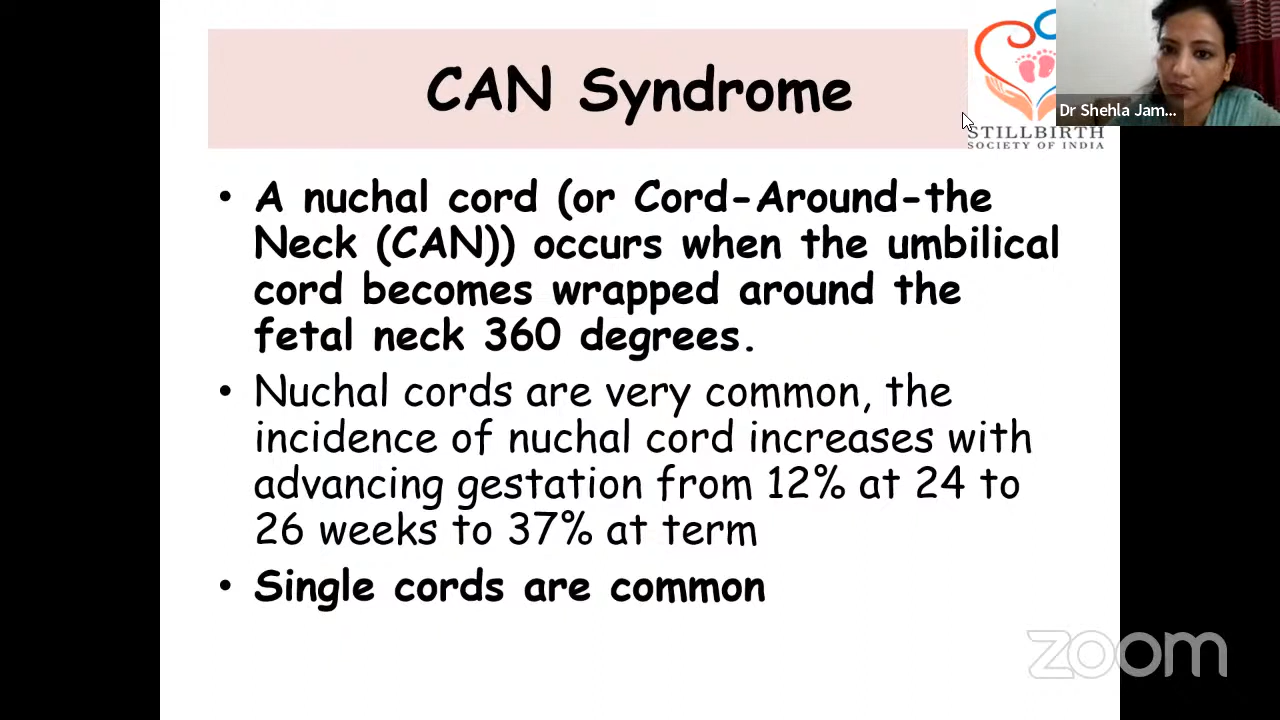 CAN Syndrome
Dr Shehla Jam...
STILLBIRTH
SOCIETY OF INDIA
• A nuchal cord (or Cord-Around-the
Neck (CAN)) occurs when the umbilical
cord becomes wrapped around the
fetal neck 360 degrees.
• Nuchal cords are very common, the
incidence of nuchal cord increases with
advancing gestation from 12% at 24 to
26 weeks to 37% at term
• Single cords are common
zoom